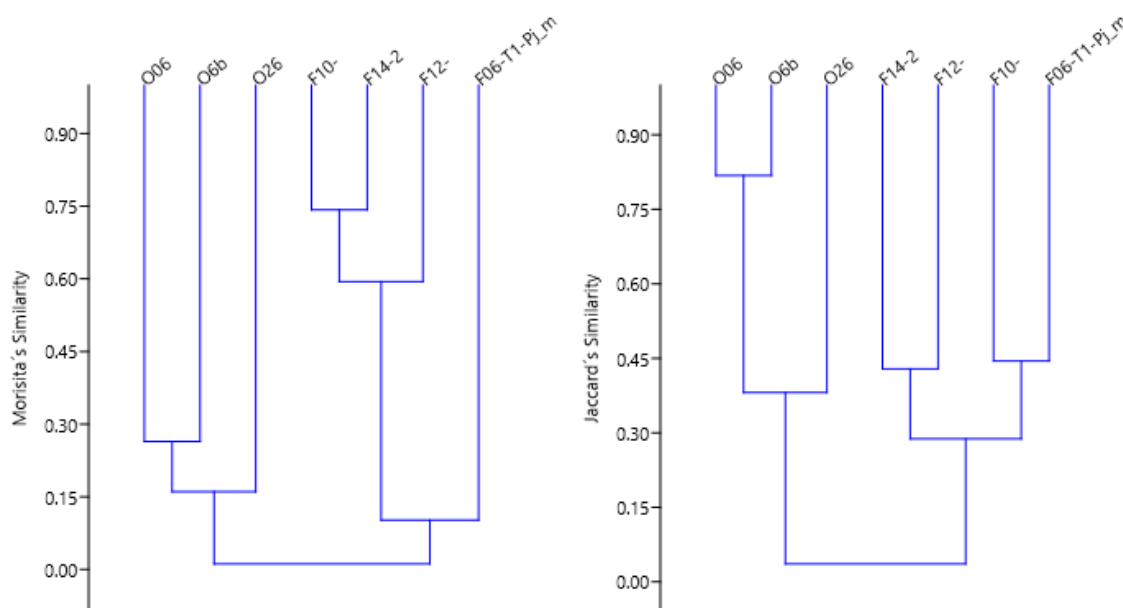 O06
O6b
O26
F10-
F14-2
F12-
F06-T1-Pj_m
0.90
0.75
0.60
0.45
0.30
0.15
0.00
Morisita´s Similarity
O06
O6b
O26
F14-2
F12-
F10-
F06-T1-Pj_m
0.90
0.75
0.60
0.45
0.30
0.15
0.00
Jaccard´s Similarity